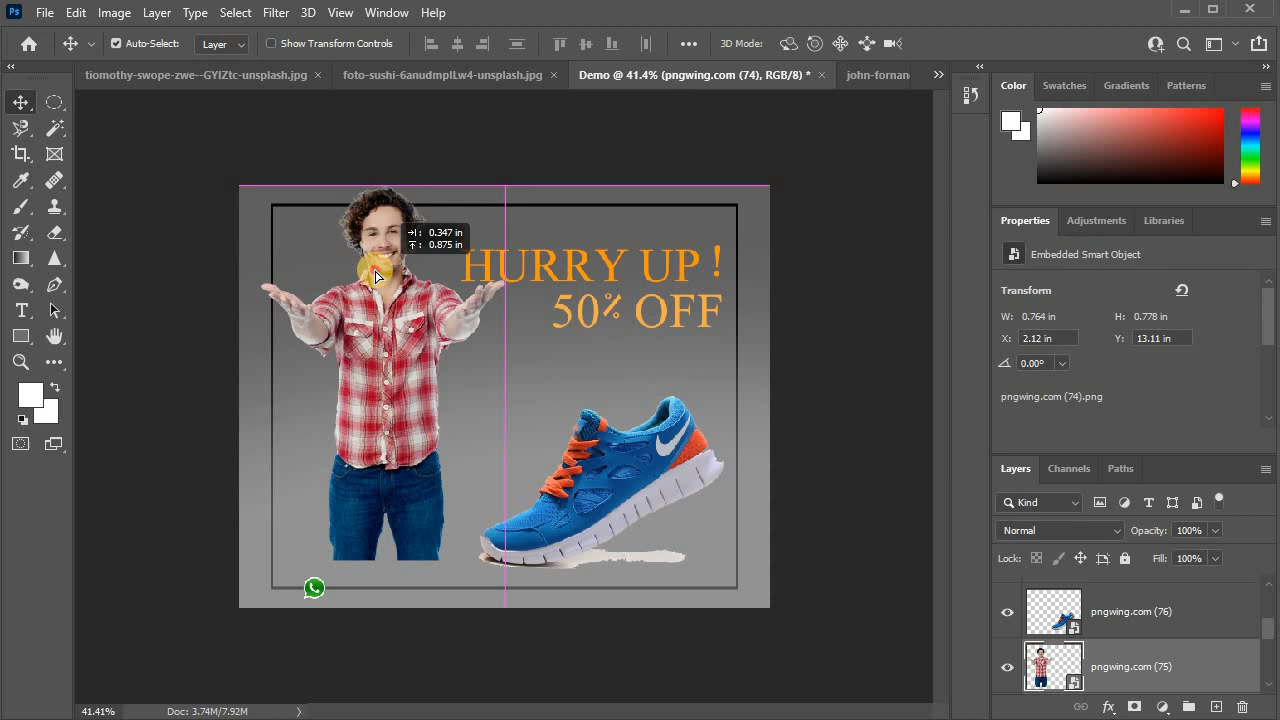 Ps File Edit Image Layer Type Select Filter 3D View Window Help
Auto-Select: Layer Show Transform Controls 3D Mode:
tiomothy-swope-zwe--GYIZtc-unsplash.jpg × foto-sushi-6anudmpILw4-unsplash.jpg × Demo @ 41.4% (pngwing.com (74), RGB/8) * × john-fornan
Color Swatches Gradients Patterns
Properties Adjustments Libraries
Embedded Smart Object
Transform
W: 0.764 in H: 0.778 in
X: 2.12 in Y: 13.11 in
0.00°
pngwing.com (74).png
0.347 in
0.875 in
HURRY UP !
50% OFF
Layers Channels Paths
Kind
Normal Opacity: 100%
Lock: Fill: 100%
pngwing.com (76)
pngwing.com (75)
41.41% Doc: 3.74M/7.92M